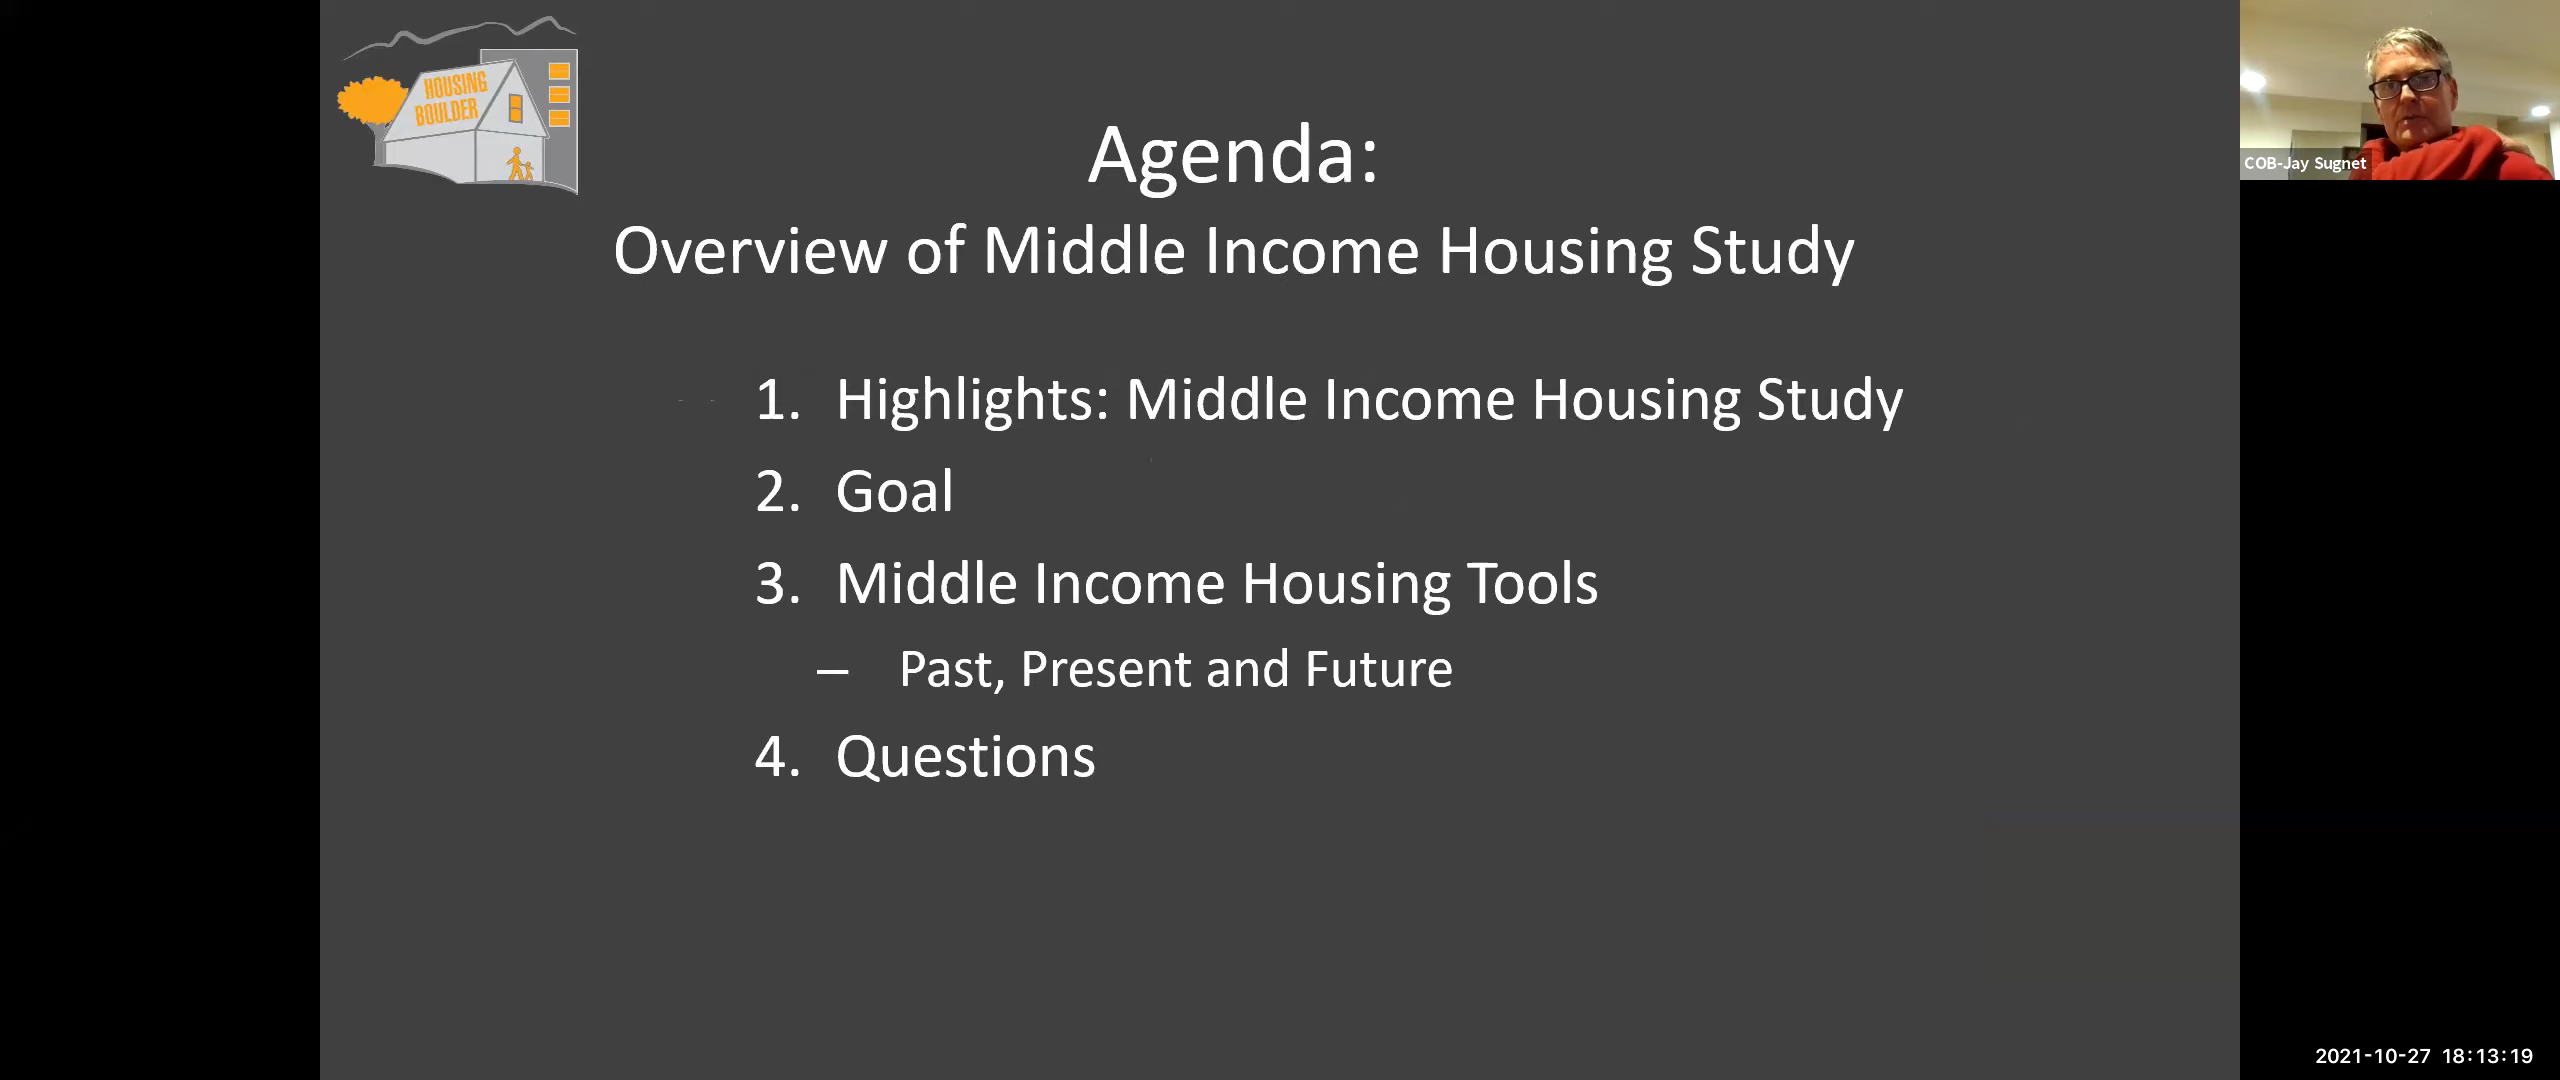 HOUSING
BOULDER
COB-Jay Sugnet
Agenda:
Overview of Middle Income Housing Study
1. Highlights: Middle Income Housing Study
2. Goal
3. Middle Income Housing Tools
– Past, Present and Future
4. Questions
2021-10-27 18:13:19